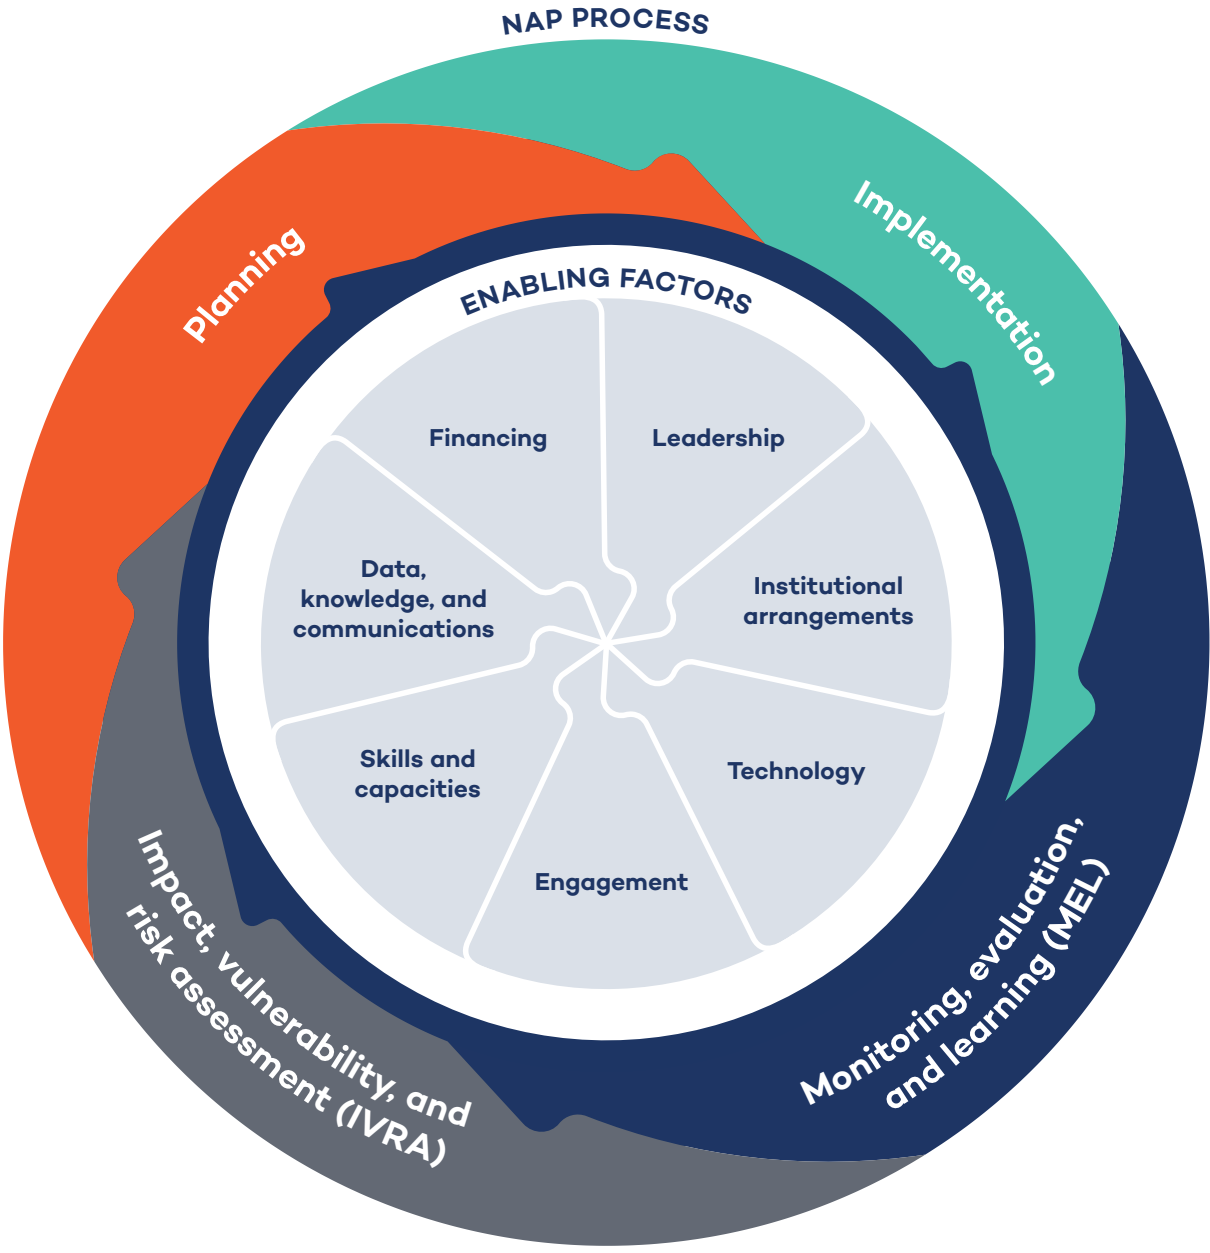 NAP PROCESS
Planning
Implementation
Monitoring, evaluation,
and learning (MEL)
Impact, vulnerability, and
risk assessment (IVRA)
ENABLING FACTORS
Financing
Leadership
Institutional
arrangements
Technology
Engagement
Skills and
capacities
Data,
knowledge, and
communications